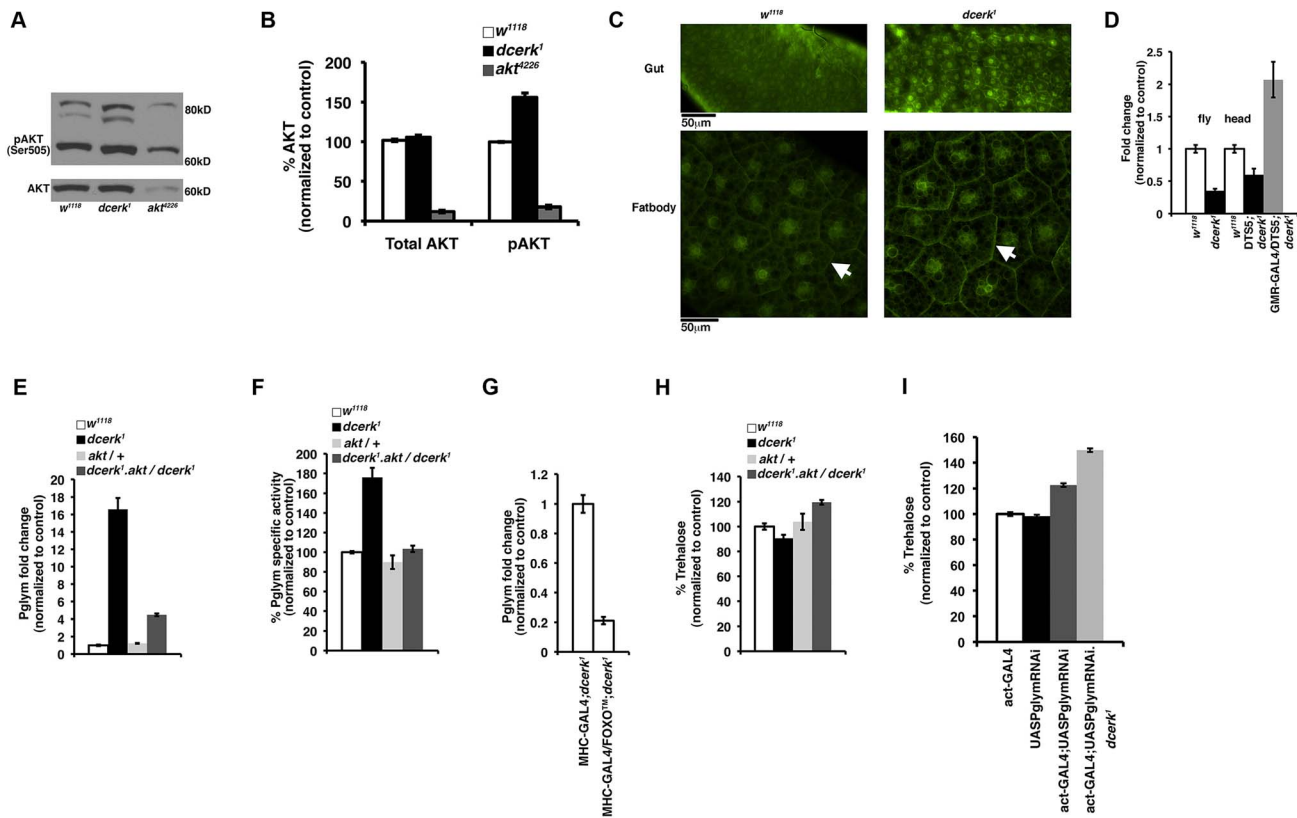 A
pAKT
(Ser505)
AKT
80kD
60kD
60kD
w1118 dcerk1 akt4226
B
w1118
dcerk1
akt4226
% AKT
(normalized to control)
200
150
100
50
0
Total AKT pAKT
C
w1118 dcerk1
Gut
50µm
Fatbody
50µm
D
Fold change
(normalized to control)
2.5
2
1.5
1
0.5
0
fly head
w1118
dcerk1
w1118
DTS5;
dcerk1
GMR-GAL4/DTS5;
dcerk1
E
w1118
dcerk1
akt / +
dcerk1.akt / dcerk1
Pglym fold change
(normalized to control)
20
18
16
14
12
10
8
6
4
2
0
F
w1118
dcerk1
akt / +
dcerk1.akt / dcerk1
% Pglym specific activity
(normalized to control)
200
180
160
140
120
100
80
60
40
20
0
G
Pglym fold change
(normalized to control)
1.2
1
0.8
0.6
0.4
0.2
0
MHC-GAL4;dcerk1
MHC-GAL4/FOXOTM;dcerk1
H
w1118
dcerk1
akt / +
dcerk1.akt / dcerk1
% Trehalose
(normalized to control)
140
120
100
80
60
40
20
0
I
% Trehalose
(normalized to control)
160
140
120
100
80
60
40
20
0
act-GAL4
UASPglymRNAi
act-GAL4;UASPglymRNAi
act-GAL4;UASPglymRNAi.
dcerk1